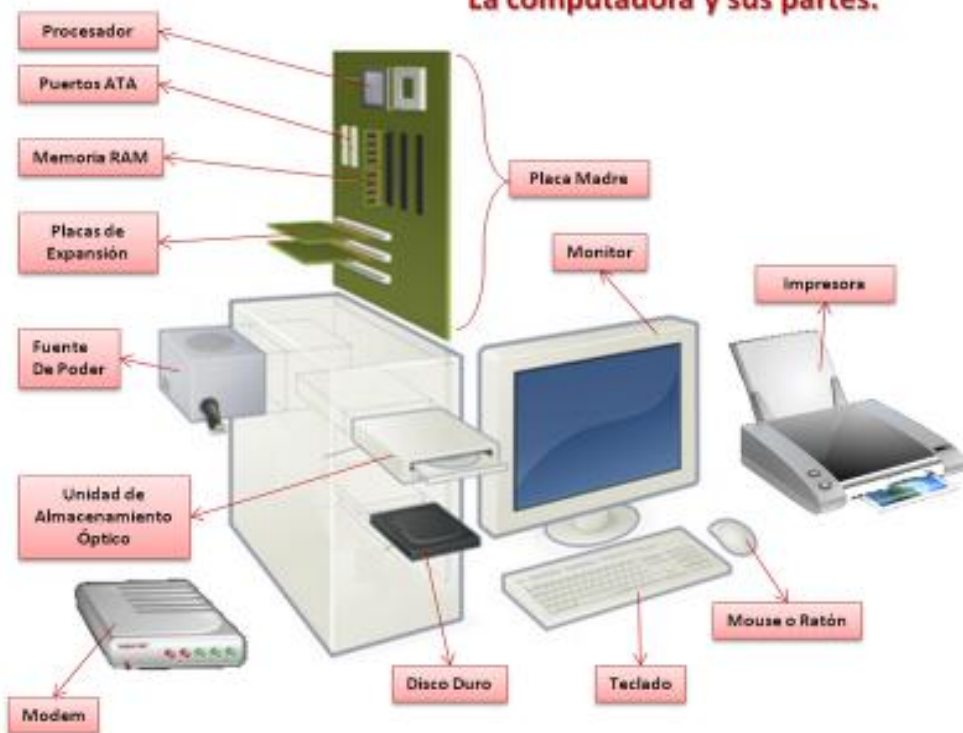 La computadora y sus partes.
Procesador
Puertos ATA
Memoria RAM
Placa Madre
Placas de
Expansión
Monitor
Impresora
Fuente
De Poder
Unidad de
Almacenamiento
Óptico
Mouse o Ratón
Disco Duro
Teclado
Modem